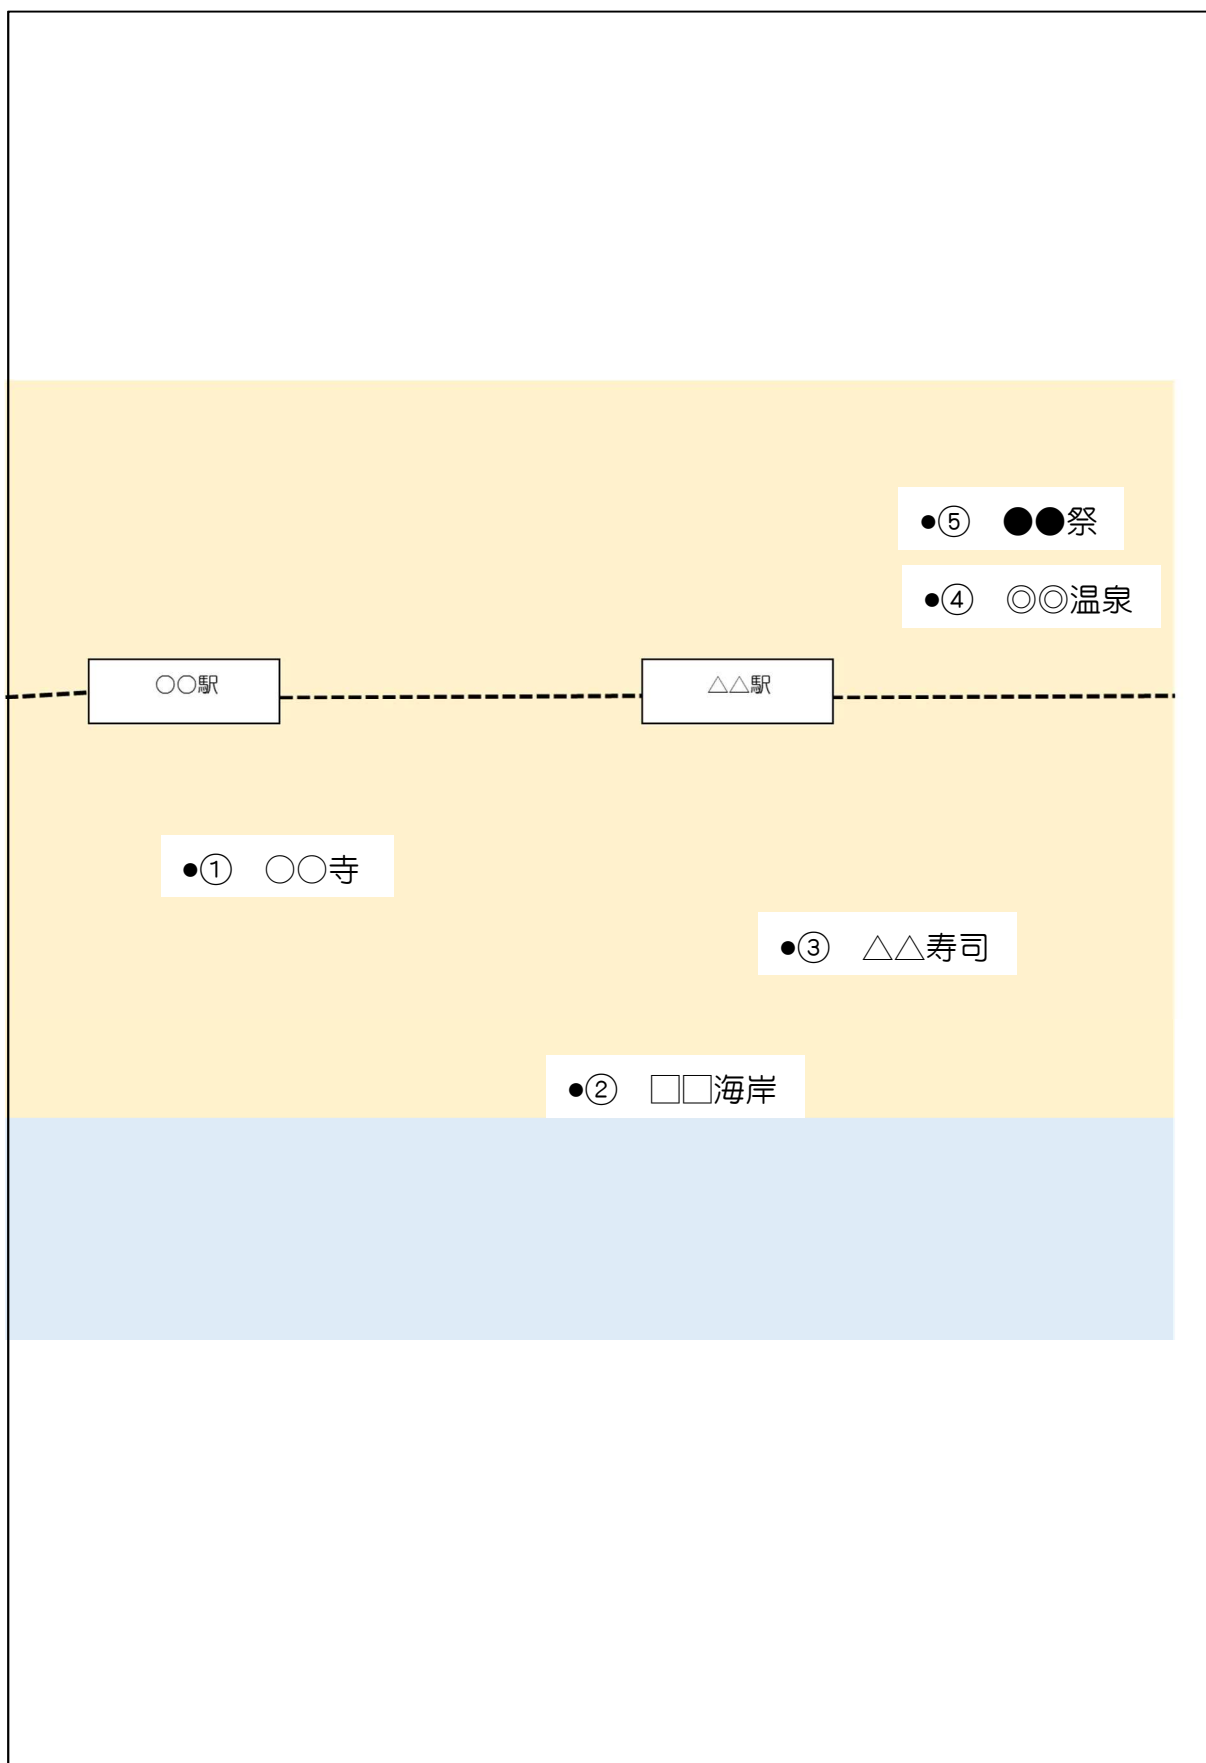 •⑤　●●祭
•④　◎◎温泉
○○駅
△△駅
•①　○○寺
•③　△△寿司
•②　□□海岸